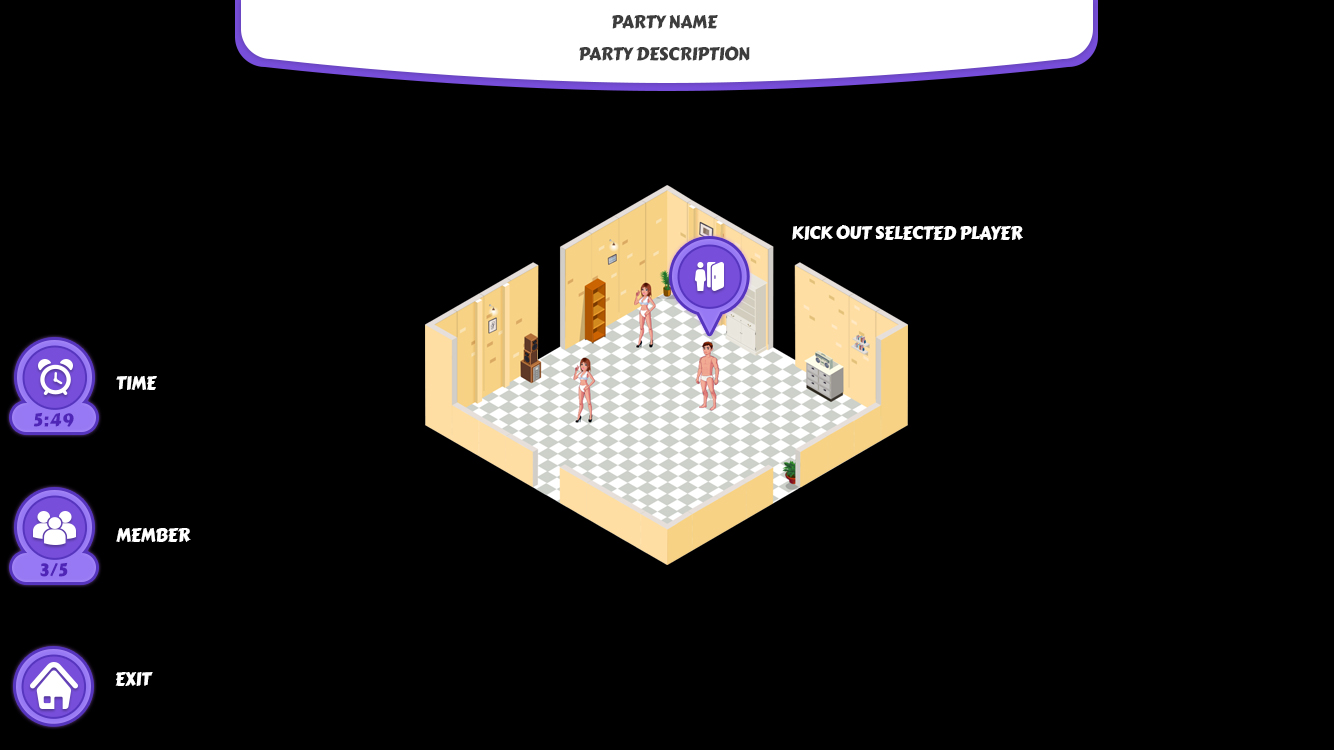 PARTY NAME
PARTY DESCRIPTION
KICK OUT SELECTED PLAYER
TIME
5:49
MEMBER
3/5
EXIT